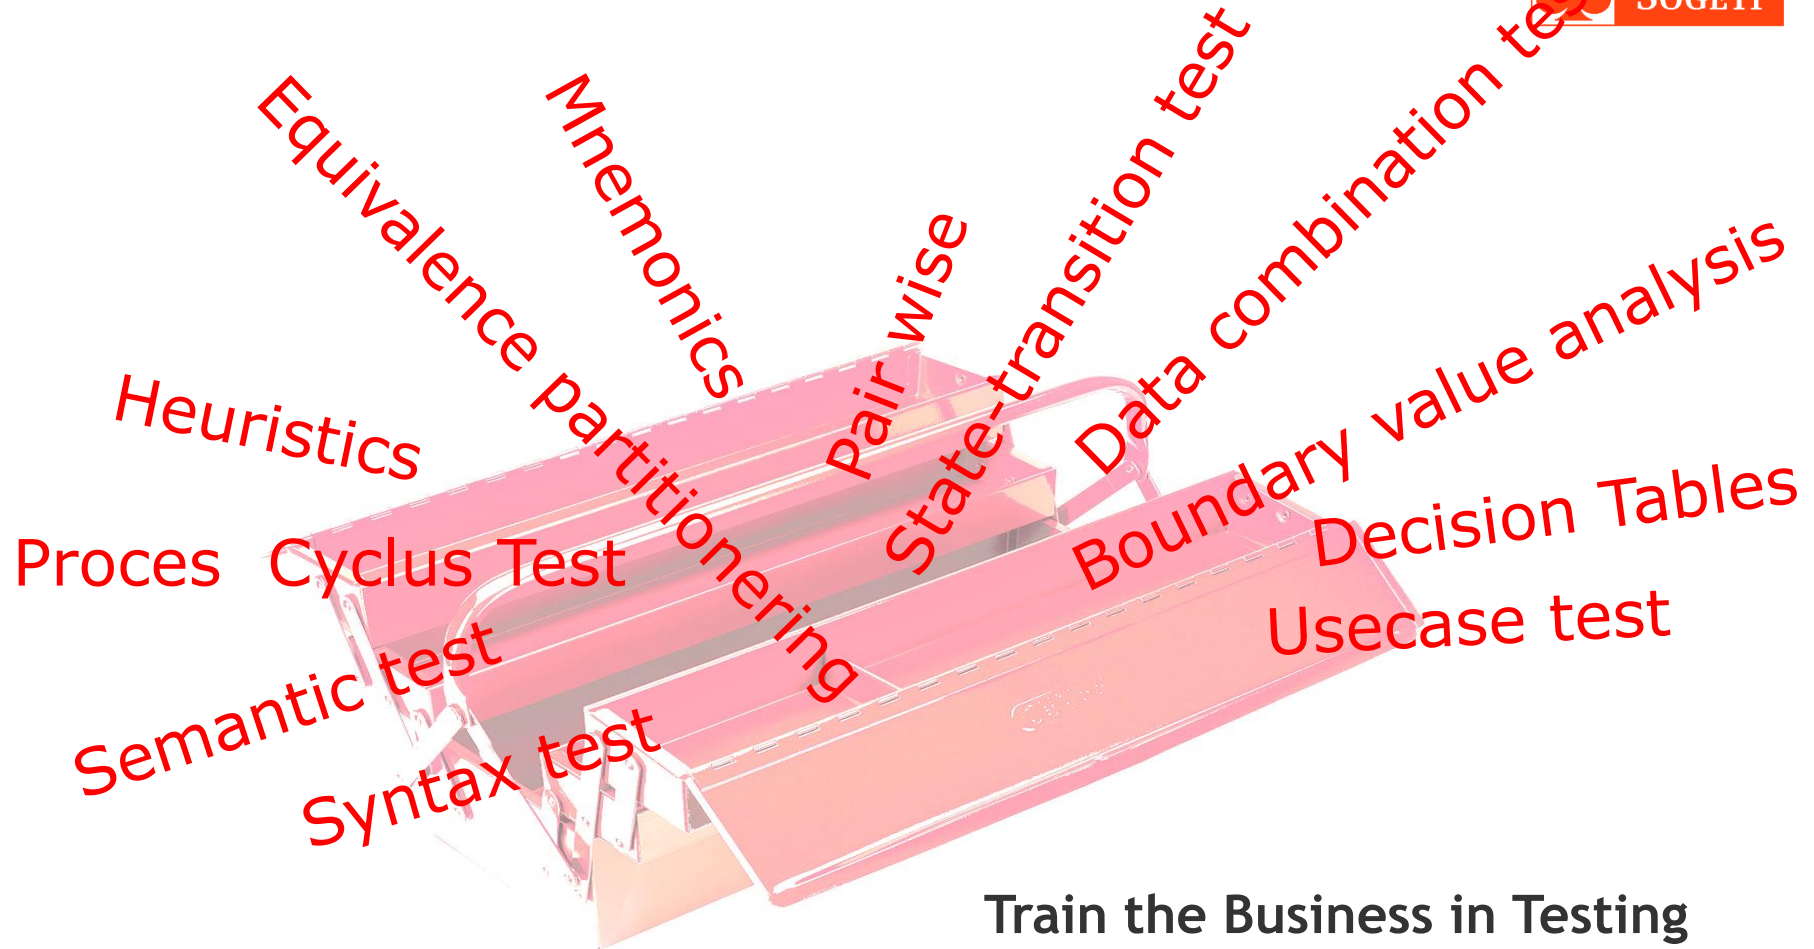 SOGETI
Equivalence partitionering
Mnemonics
Pair wise
State-transition test
Data combination
Boundary value analysis
Heuristics
Decision Tables
Proces Cyclus Test
Usecase test
Semantic test
Syntax test
Train the Business in Testing